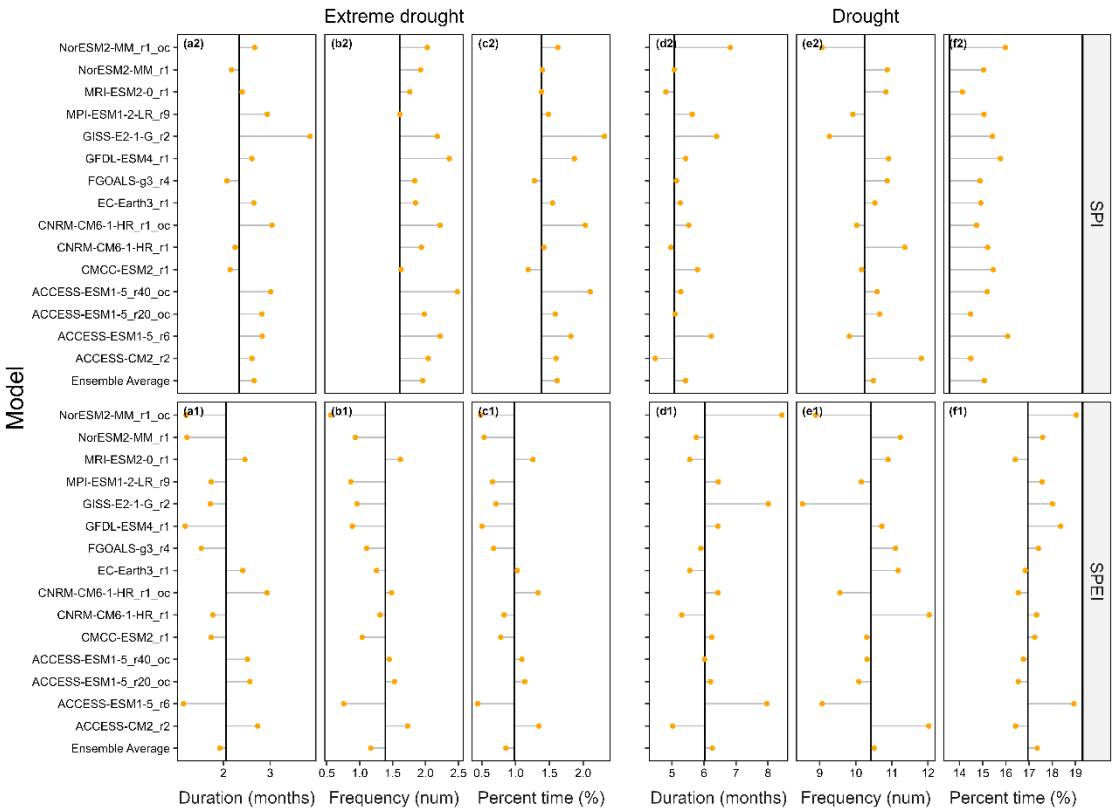 Extreme drought
Drought
Model
(a2)
(b2)
(c2)
(d2)
(e2)
(f2)
NorESM2-MM_r1_oc
NorESM2-MM_r1
MRI-ESM2-0_r1
MPI-ESM1-2-LR_r9
GISS-E2-1-G_r2
GFDL-ESM4_r1
FGOALS-g3_r4
EC-Earth3_r1
CNRM-CM6-1-HR_r1_oc
CNRM-CM6-1-HR_r1
CMCC-ESM2_r1
ACCESS-ESM1-5_r40_oc
ACCESS-ESM1-5_r20_oc
ACCESS-ESM1-5_r6
ACCESS-CM2_r2
Ensemble Average
SPI
(a1)
(b1)
(c1)
(d1)
(e1)
(f1)
NorESM2-MM_r1_oc
NorESM2-MM_r1
MRI-ESM2-0_r1
MPI-ESM1-2-LR_r9
GISS-E2-1-G_r2
GFDL-ESM4_r1
FGOALS-g3_r4
EC-Earth3_r1
CNRM-CM6-1-HR_r1_oc
CNRM-CM6-1-HR_r1
CMCC-ESM2_r1
ACCESS-ESM1-5_r40_oc
ACCESS-ESM1-5_r20_oc
ACCESS-ESM1-5_r6
ACCESS-CM2_r2
Ensemble Average
SPEI
2 3
0.5 1.0 1.5 2.0 2.5
0.5 1.0 1.5 2.0
5 6 7 8
9 10 11 12
14 15 16 17 18 19
Duration (months)
Frequency (num)
Percent time (%)
Duration (months)
Frequency (num)
Percent time (%)